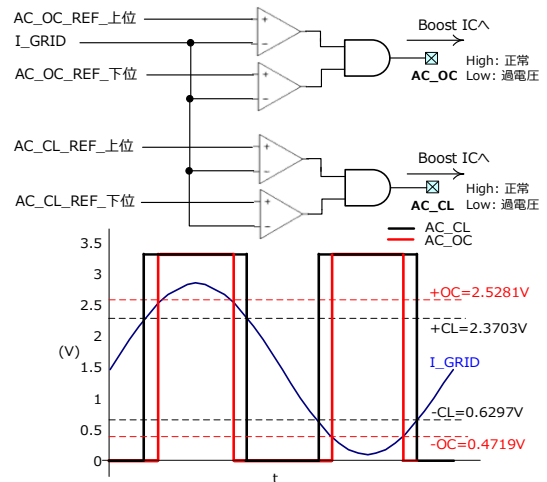 AC_OC_REF_上位
I_GRID
AC_OC_REF_下位
+
−
+
−
Boost ICへ
AC_OC
High: 正常
Low: 過電圧
AC_CL_REF_上位
AC_CL_REF_下位
+
−
+
−
Boost ICへ
AC_CL
High: 正常
Low: 過電圧
AC_CL
AC_OC
3.5
3
2.5
2
1.5
1
0.5
0
(V)
+OC=2.5281V
+CL=2.3703V
I_GRID
-CL=0.6297V
-OC=0.4719V
t